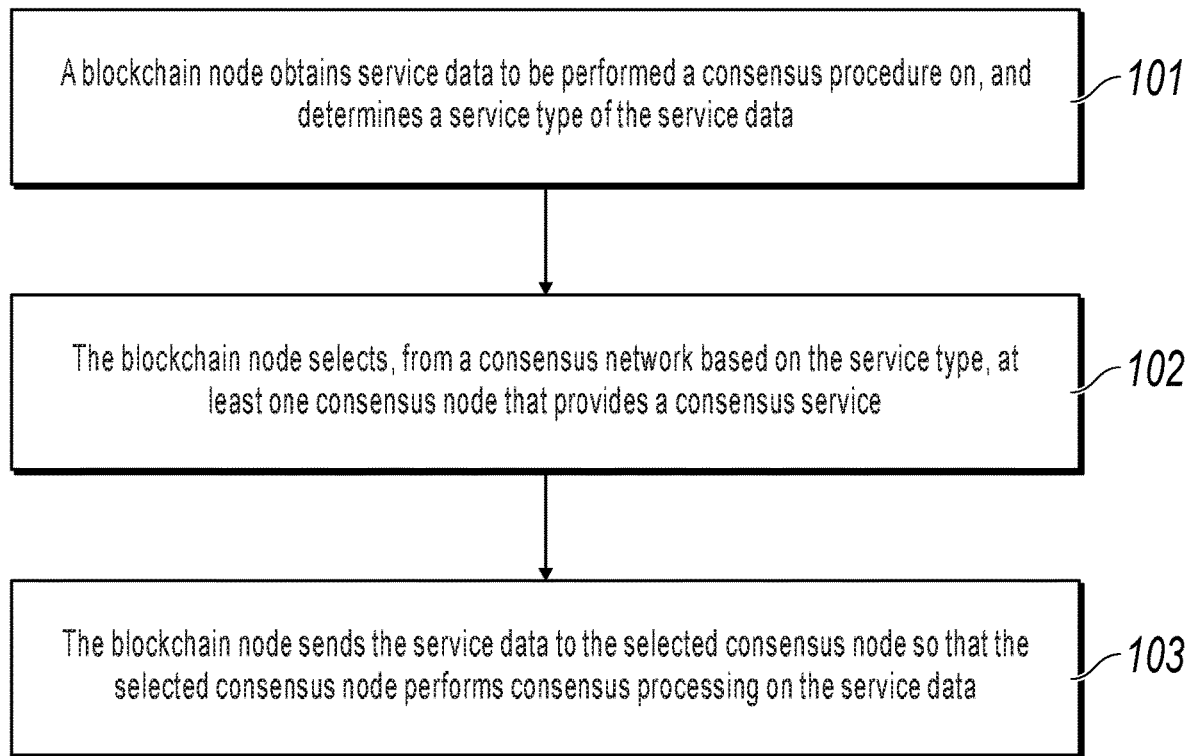 A blockchain node obtains service data to be performed a consensus procedure on, and
determines a service type of the service data
101
The blockchain node selects, from a consensus network based on the service type, at
least one consensus node that provides a consensus service
102
The blockchain node sends the service data to the selected consensus node so that the
selected consensus node performs consensus processing on the service data
103